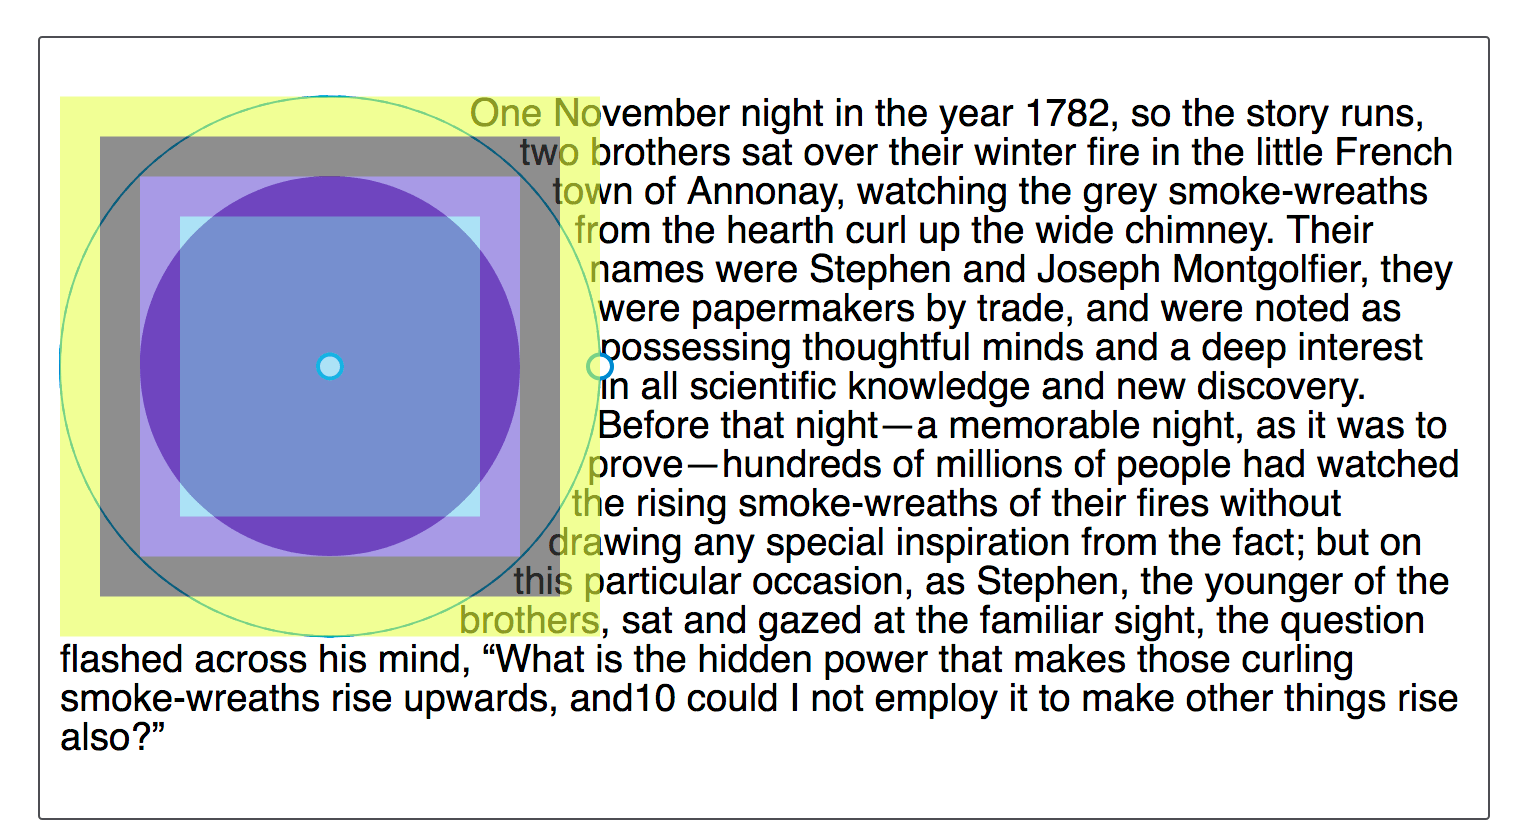 One November night in the year 1782, so the story runs,
two brothers sat over their winter fire in the little French
town of Annonay, watching the grey smoke-wreaths
from the hearth curl up the wide chimney. Their
names were Stephen and Joseph Montgolfier, they
were papermakers by trade, and were noted as
possessing thoughtful minds and a deep interest
in all scientific knowledge and new discovery.
Before that night—a memorable night, as it was to
prove—hundreds of millions of people had watched
the rising smoke-wreaths of their fires without
drawing any special inspiration from the fact; but on
this particular occasion, as Stephen, the younger of the
brothers, sat and gazed at the familiar sight, the question
flashed across his mind, “What is the hidden power that makes those curling
smoke-wreaths rise upwards, and10 could I not employ it to make other things rise
also?”